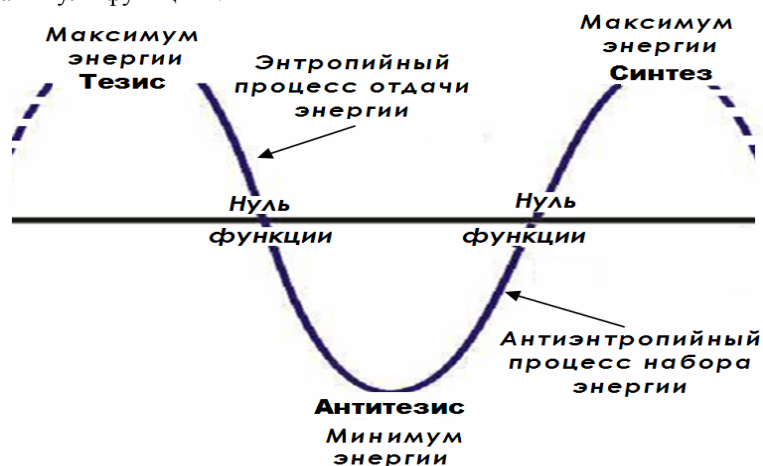 Максимум
энергии
Тезис
Энтропийный
процесс отдачи
энергии
Максимум
энергии
Синтез
Нуль
функции
Нуль
функции
Антиэнтропийный
процесс набора
энергии
Антитезис
Минимум
энергии